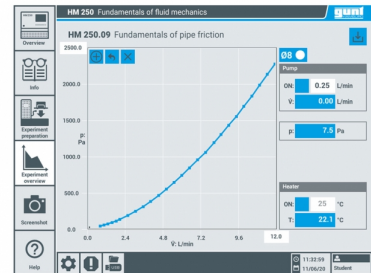 HM 250 Fundamentals of fluid mechanics
gunt
Overview
Info
Experiment preparation
Experiment overview
Screenshot
Help
HM 250.09 Fundamentals of pipe friction
2500.0
2000.0
p:
Pa
1000.0
500.0
0.0
0.0 2.4 4.8 7.2 9.6 12.0
V̇: L/min
Ø8
Pump
ON: 0.25 L/min
V̇: 0.00 L/min
p: 7.5 Pa
Heater
ON: 25 °C
T: 22.1 °C
11:32:59
11/06/20
Student